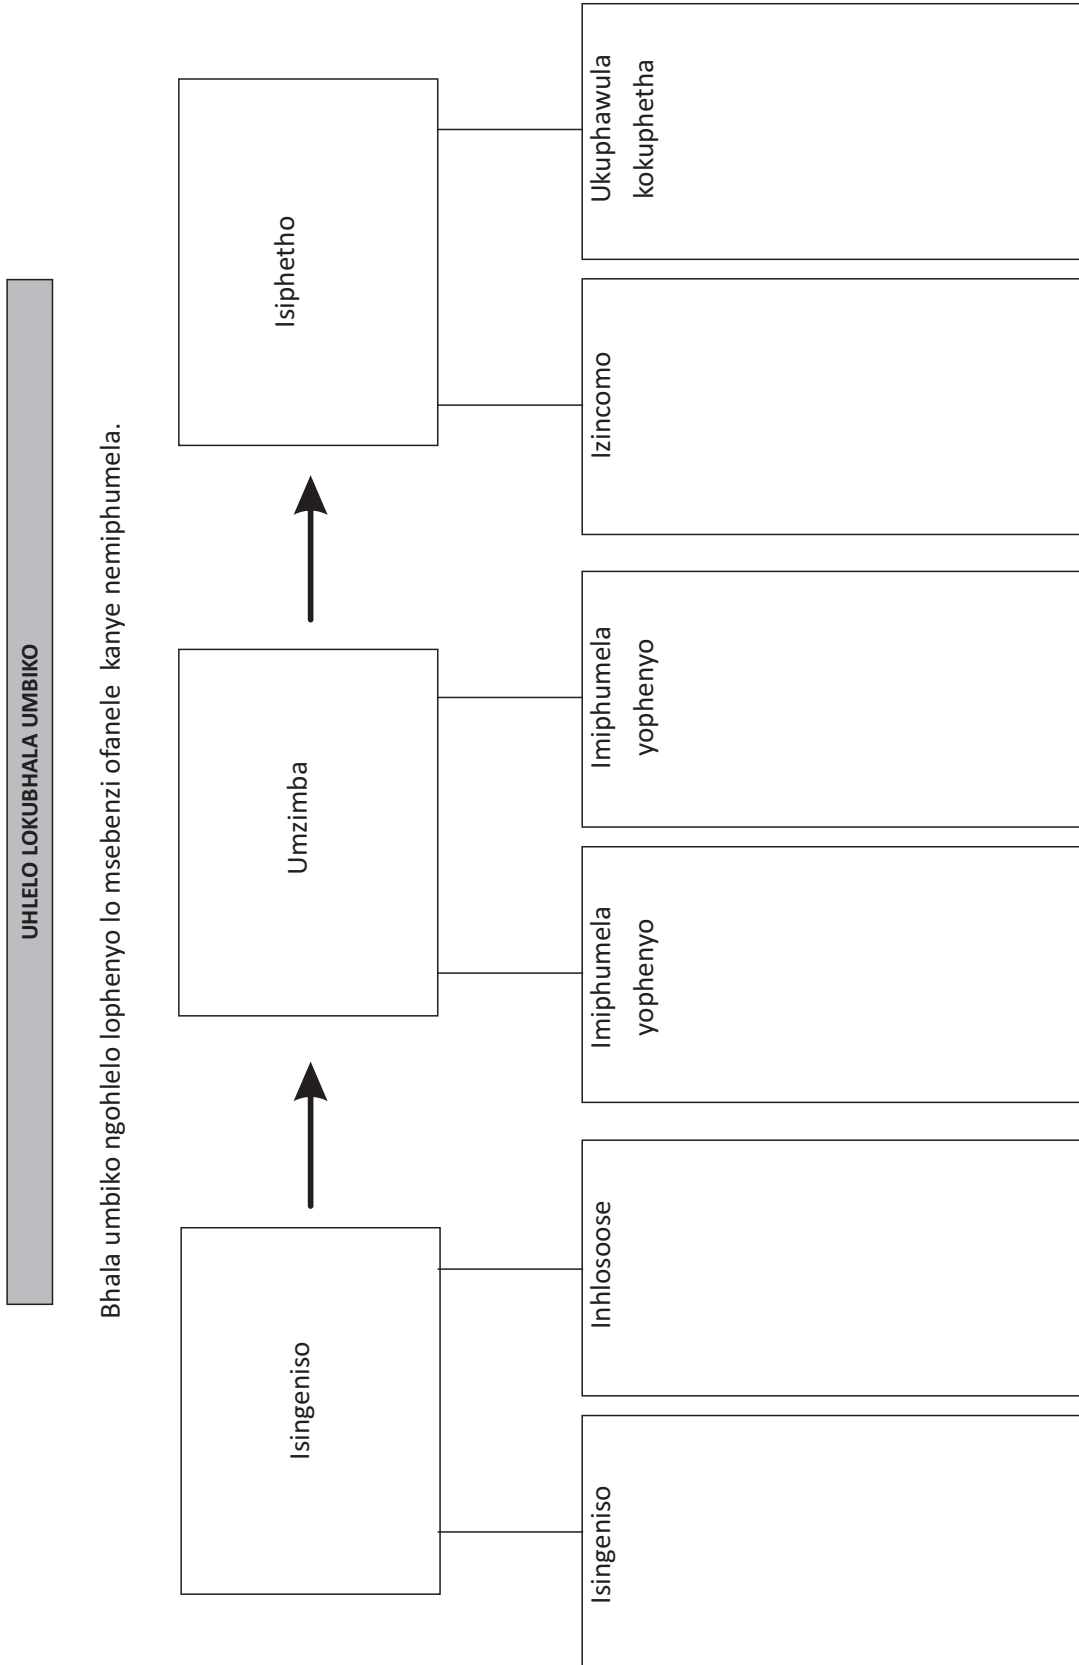 UHLELO LOKUBHALA UMBIKO
Bhala umbiko ngohlelo lophenyo lo msebenzi ofanele kanye nemiphumela.
Isingeniso
Umzimba
Isiphetho
Isingeniso
Inhlosoose
Imiphumela
yophenyo
Imiphumela
yophenyo
Izincomo
Ukuphawula
kokuphetha